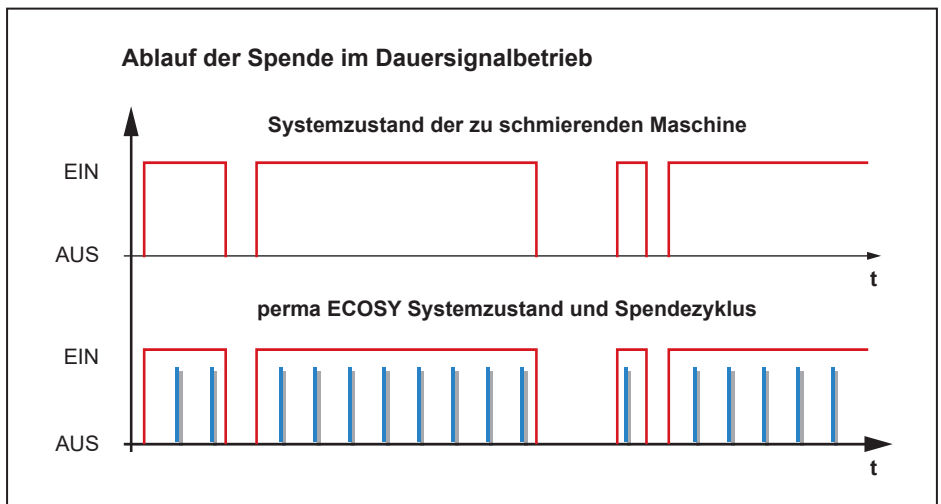 Ablauf der Spende im Dauersignalbetrieb
Systemzustand der zu schmierenden Maschine
EIN
AUS
t
perma ECOSY Systemzustand und Spendezyklus
EIN
AUS
t